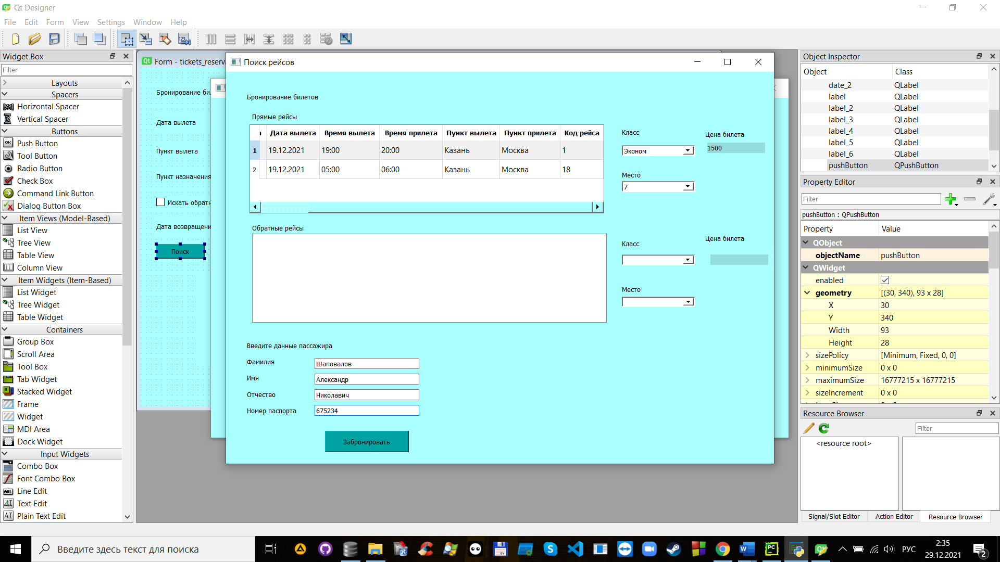 Qt Designer
File Edit Form View Settings Window Help
Widget Box
Filter
Layouts
Spacers
Horizontal Spacer
Vertical Spacer
Buttons
Push Button
Tool Button
Radio Button
Check Box
Command Link Button
Dialog Button Box
Item Views (Model-Based)
List View
Tree View
Table View
Column View
Item Widgets (Item-Based)
List Widget
Tree Widget
Table Widget
Containers
Group Box
Scroll Area
Tool Box
Tab Widget
Stacked Widget
Frame
Widget
MDI Area
Dock Widget
Input Widgets
Combo Box
Font Combo Box
Line Edit
Text Edit
Plain Text Edit
Form - tickets_reserv
Бронирование би
Дата вылета
Пункт вылета
Пункт назначения
Искать обратн
Дата возвращени
Поиск
Поиск рейсов
Бронирование билетов
Прямые рейсы
Дата вылета Время вылета Время прилета Пункт вылета Пункт прилета Код рейса
1 19.12.2021 19:00 20:00 Казань Москва 1
2 19.12.2021 05:00 06:00 Казань Москва 18
Класс
Цена билета
Эконом
1500
Место
7
Обратные рейсы
Класс
Цена билета
Место
Введите данные пассажира
Фамилия Шаповалов
Имя Александр
Отчество Николавич
Номер паспорта 675234
Забронировать
Object Inspector
Object Class
date_2 QLabel
label QLabel
label_2 QLabel
label_3 QLabel
label_4 QLabel
label_5 QLabel
label_6 QLabel
pushButton QPushButton
Property Editor
Filter
pushButton : QPushButton
Property Value
QObject
objectName pushButton
QWidget
enabled
geometry [(30, 340), 93 x 28]
X 30
Y 340
Width 93
Height 28
sizePolicy [Minimum, Fixed, 0, 0]
minimumSize 0 x 0
maximumSize 16777215 x 16777215
sizeIncrement 0 x 0
Resource Browser
Filter
<resource root>
Signal/Slot Editor Action Editor Resource Browser
Введите здесь текст для поиска
РУС
2:35
29.12.2021
2